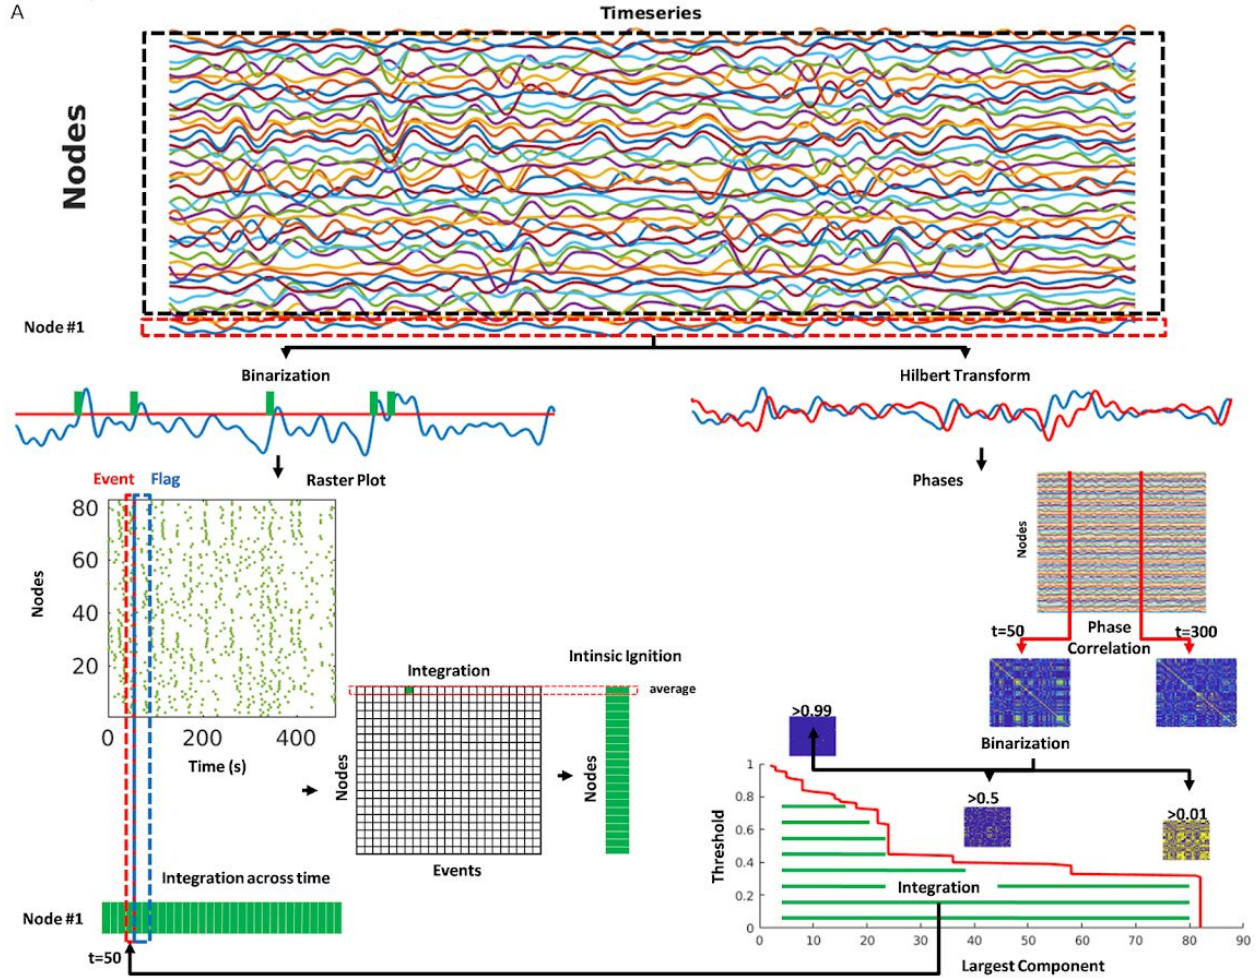 A
Timeseries
Nodes
Node #1
Binarization
Hilbert Transform
Event
Flag
Raster Plot
Phases
80
60
40
20
Nodes
0
200
400
Time (s)
Nodes
t=50
Phase
Correlation
t=300
Integration
Intrinsic Ignition
average
Nodes
Events
Nodes
>0.99
Binarization
>0.5
>0.01
1
0.8
0.6
0.4
0.2
0
Threshold
Integration
0 10 20 30 40 50 60 70 80 90
Largest Component
Integration across time
Node #1
t=50